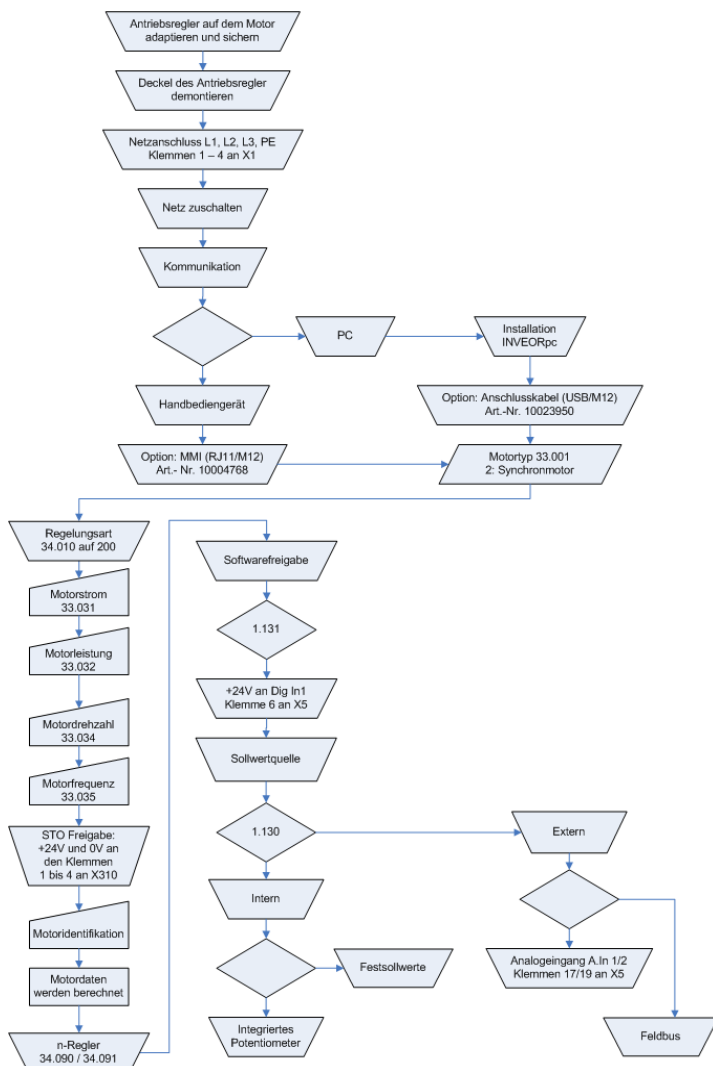 Antriebsregler auf dem Motor
adaptieren und sichern
Deckel des Antriebsregler
demontieren
Netzanschluss L1, L2, L3, PE
Klemmen 1 – 4 an X1
Netz zuschalten
Kommunikation
PC
Installation
INVEORpc
Handbediengerät
Option: Anschlusskabel (USB/M12)
Art.-Nr. 10023950
Option: MMI (RJ11/M12)
Art.- Nr. 10004768
Motortyp 33.001
2: Synchronmotor
Regelungsart
34.010 auf 200
Motorstrom
33.031
Motorleistung
33.032
Motordrehzahl
33.034
Motorfrequenz
33.035
STO Freigabe:
+24V und 0V an
den Klemmen
1 bis 4 an X310
Motoridentifikation
Motordaten
werden berechnet
n-Regler
34.090 / 34.091
Softwarefreigabe
1.131
+24V an Dig In1
Klemme 6 an X5
Sollwertquelle
1.130
Extern
Intern
Festsollwerte
Integriertes
Potentiometer
Analogeingang A.In 1/2
Klemmen 17/19 an X5
Feldbus